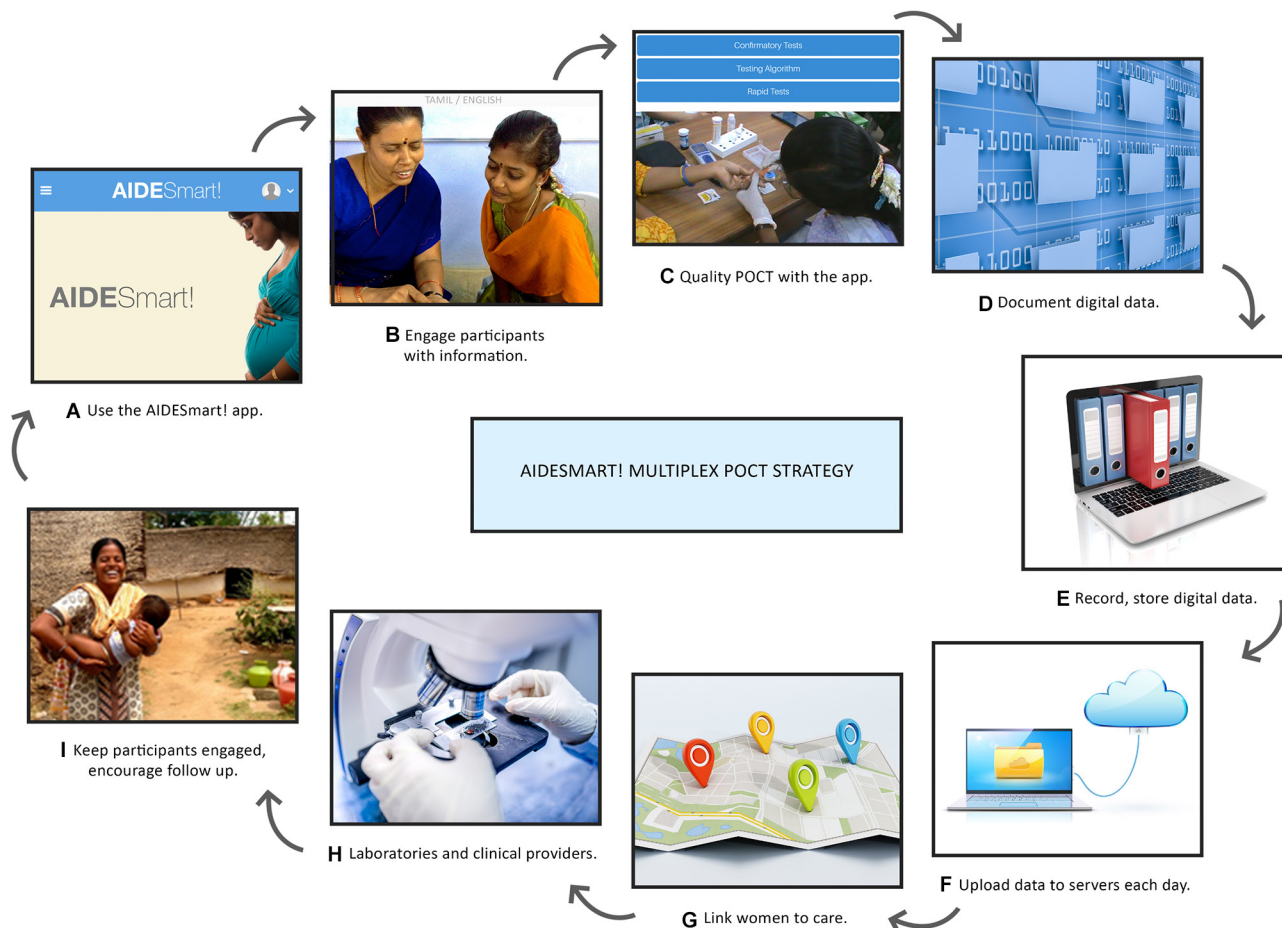 AIDESmart!
AIDESmart!
A Use the AIDESmart! app.
TAMIL / ENGLISH
B Engage participants
with information.
Confirmatory Tests
Testing Algorithm
Rapid Tests
C Quality POCT with the app.
D Document digital data.
AIDESMART! MULTIPLEX POCT STRATEGY
E Record, store digital data.
F Upload data to servers each day.
G Link women to care.
H Laboratories and clinical providers.
I Keep participants engaged,
encourage follow up.